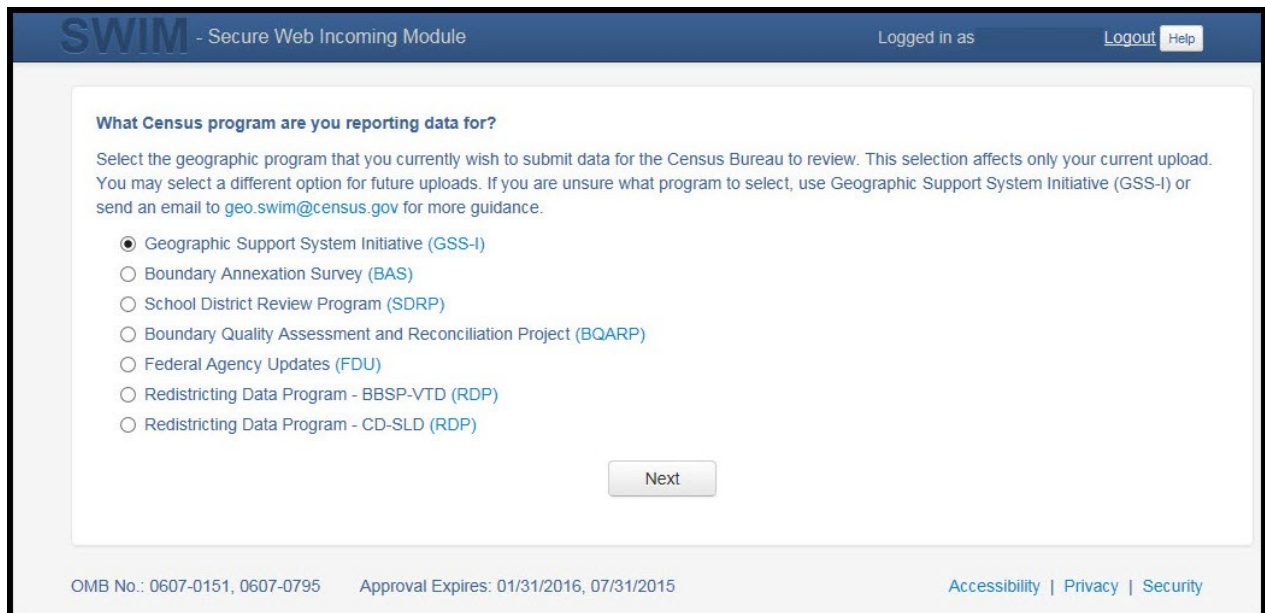 SWIM - Secure Web Incoming Module Logged in as Logout Help
What Census program are you reporting data for?
Select the geographic program that you currently wish to submit data for the Census Bureau to review. This selection affects only your current upload.
You may select a different option for future uploads. If you are unsure what program to select, use Geographic Support System Initiative (GSS-I) or
send an email to geo.swim@census.gov for more guidance.
Geographic Support System Initiative (GSS-I)
Boundary Annexation Survey (BAS)
School District Review Program (SDRP)
Boundary Quality Assessment and Reconciliation Project (BQARP)
Federal Agency Updates (FDU)
Redistricting Data Program - BBSP-VTD (RDP)
Redistricting Data Program - CD-SLD (RDP)
Next
OMB No.: 0607-0151, 0607-0795 Approval Expires: 01/31/2016, 07/31/2015 Accessibility | Privacy | Security